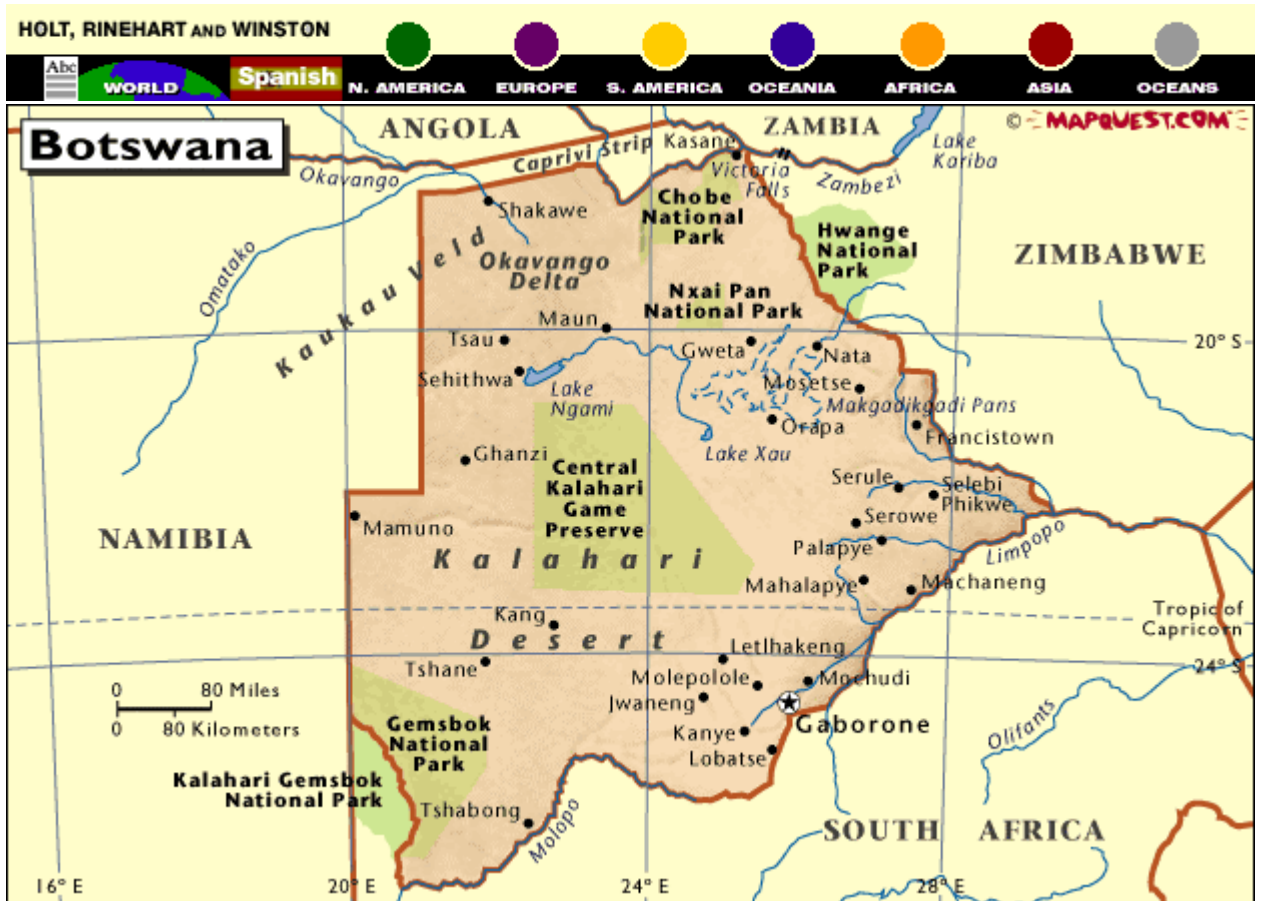 HOLT, RINEHART AND WINSTON
Abc
WORLD
Spanish
N. AMERICA
EUROPE
S. AMERICA
OCEANIA
AFRICA
ASIA
OCEANS
Botswana
ANGOLA
ZAMBIA
© MAPQUEST.COM
Caprivi Strip
Kasane
Lake
Kariba
Okavango
Victoria
Falls
Zambezi
Shakawe
Chobe
National
Park
Hwange
National
Park
ZIMBABWE
Omatako
Kaukau Veld
Okavango
Delta
Nxai Pan
National Park
Maun
Tsau
Gweta
Nata
20° S
Sehithwa
Lake
Ngami
Mosetse
Makgadikgadi Pans
Orapa
Francistown
Lake Xau
Ghanzi
Central
Kalahari
Game
Preserve
Serule
Selebi
Phikwe
Mamuno
Serowe
NAMIBIA
Kalahari
Palapye
Limpopo
Mahalapye
Machaneng
Kang
Tropic of
Capricorn
Desert
Letlhakeng
Tshane
24° S
Molepolole
Mochudi
0 80 Miles
0 80 Kilometers
Jwaneng
Gaborone
Gemsbok
National
Park
Kanye
Lobatse
Olifants
Kalahari Gemsbok
National Park
Tshabong
Molopo
SOUTH AFRICA
16° E
20° E
24° E
28° E